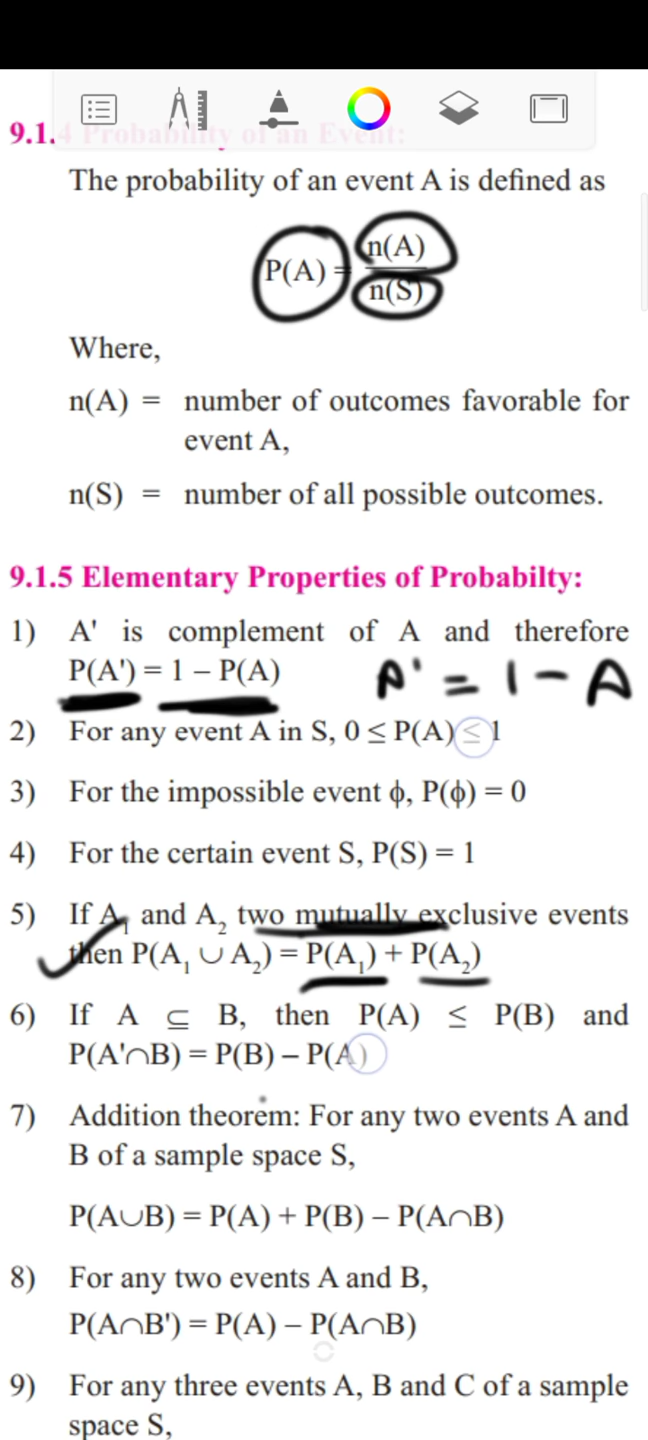 9.1.4 Probability of an Event:
The probability of an event A is defined as
P(A) = n(A)
n(S)
Where,
n(A) = number of outcomes favorable for
event A,
n(S) = number of all possible outcomes.
9.1.5 Elementary Properties of Probabilty:
1) A' is complement of A and therefore
P(A') = 1 – P(A)
A' = 1 - A
2) For any event A in S, 0 ≤ P(A) ≤ 1
3) For the impossible event ϕ, P(ϕ) = 0
4) For the certain event S, P(S) = 1
5) If A₁ and A₂ two mutually exclusive events
then P(A₁ ∪ A₂) = P(A₁) + P(A₂)
6) If A ⊆ B, then P(A) ≤ P(B) and
P(A'∩B) = P(B) – P(A)
7) Addition theorem: For any two events A and
B of a sample space S,
P(A∪B) = P(A) + P(B) – P(A∩B)
8) For any two events A and B,
P(A∩B') = P(A) – P(A∩B)
9) For any three events A, B and C of a sample
space S,